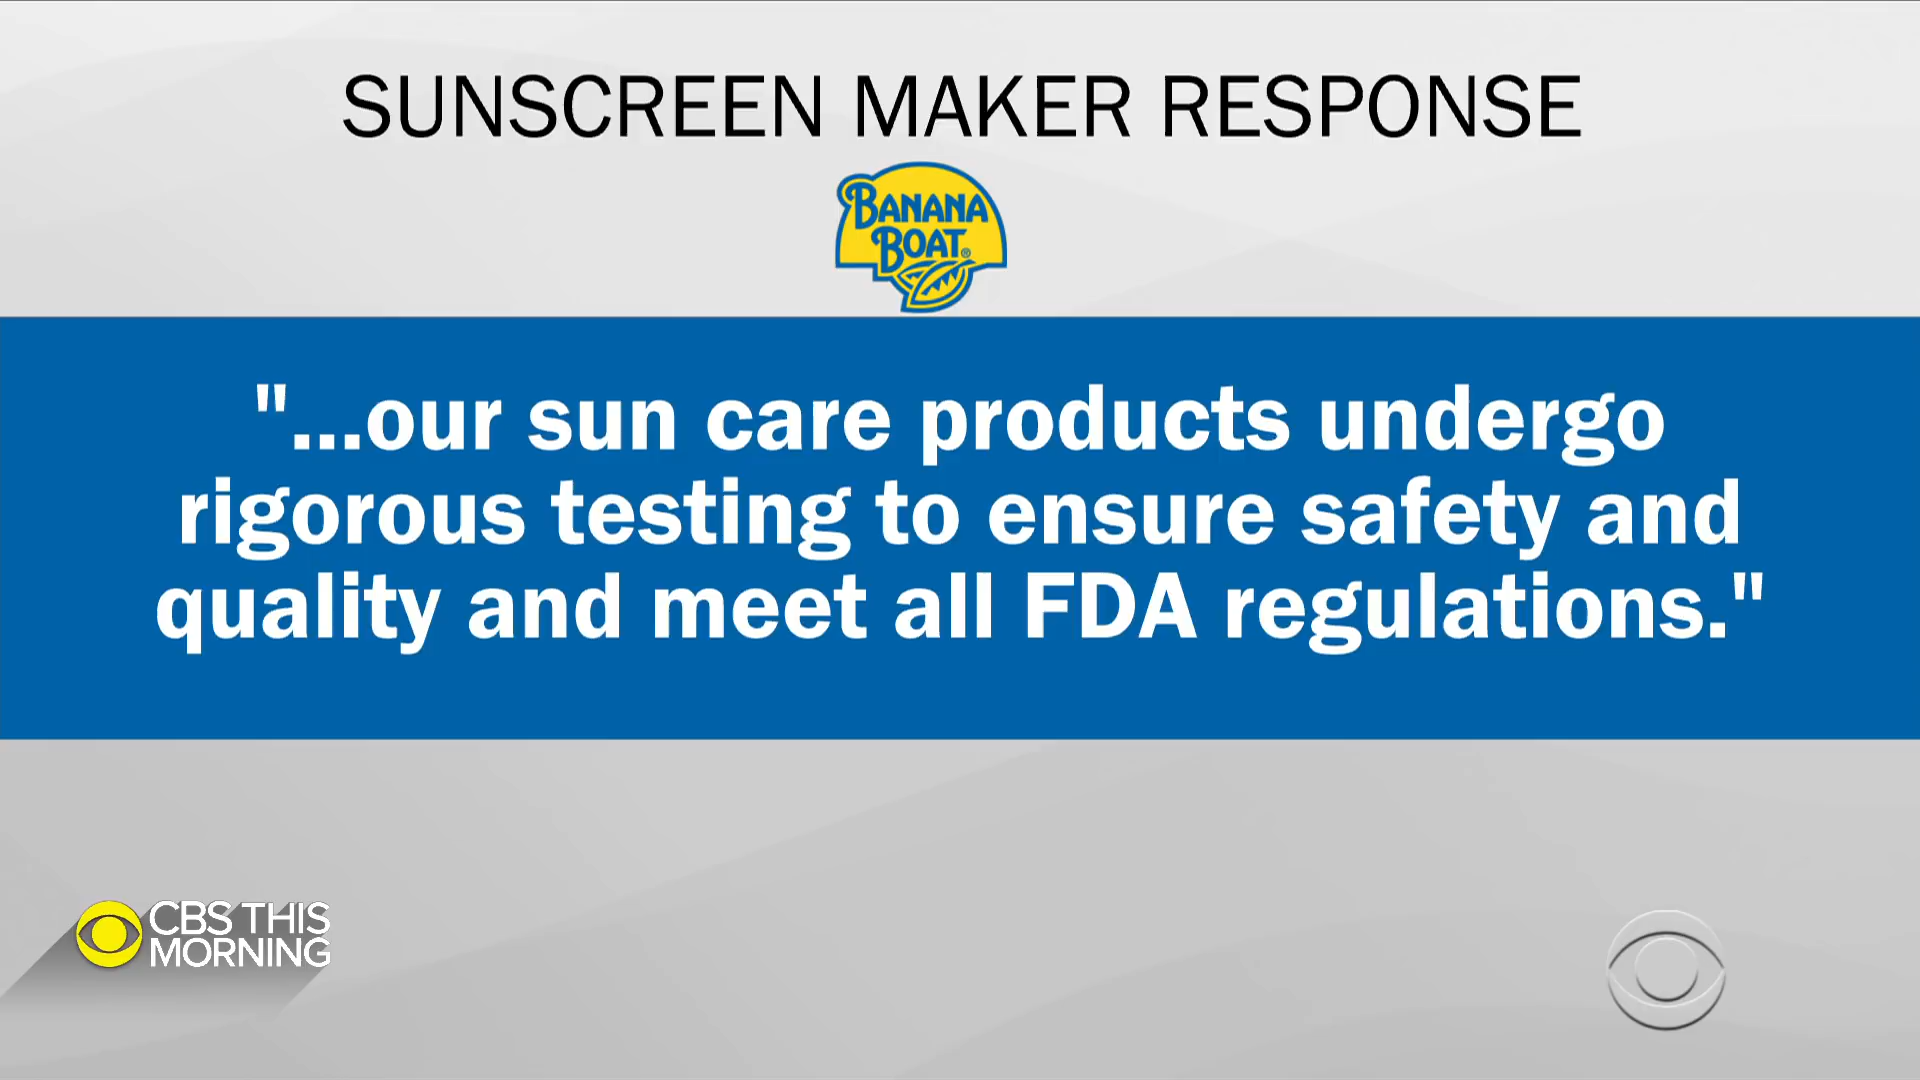 SUNSCREEN MAKER RESPONSE
BANANA
BOAT®
"...our sun care products undergo
rigorous testing to ensure safety and
quality and meet all FDA regulations."
CBS THIS
MORNING